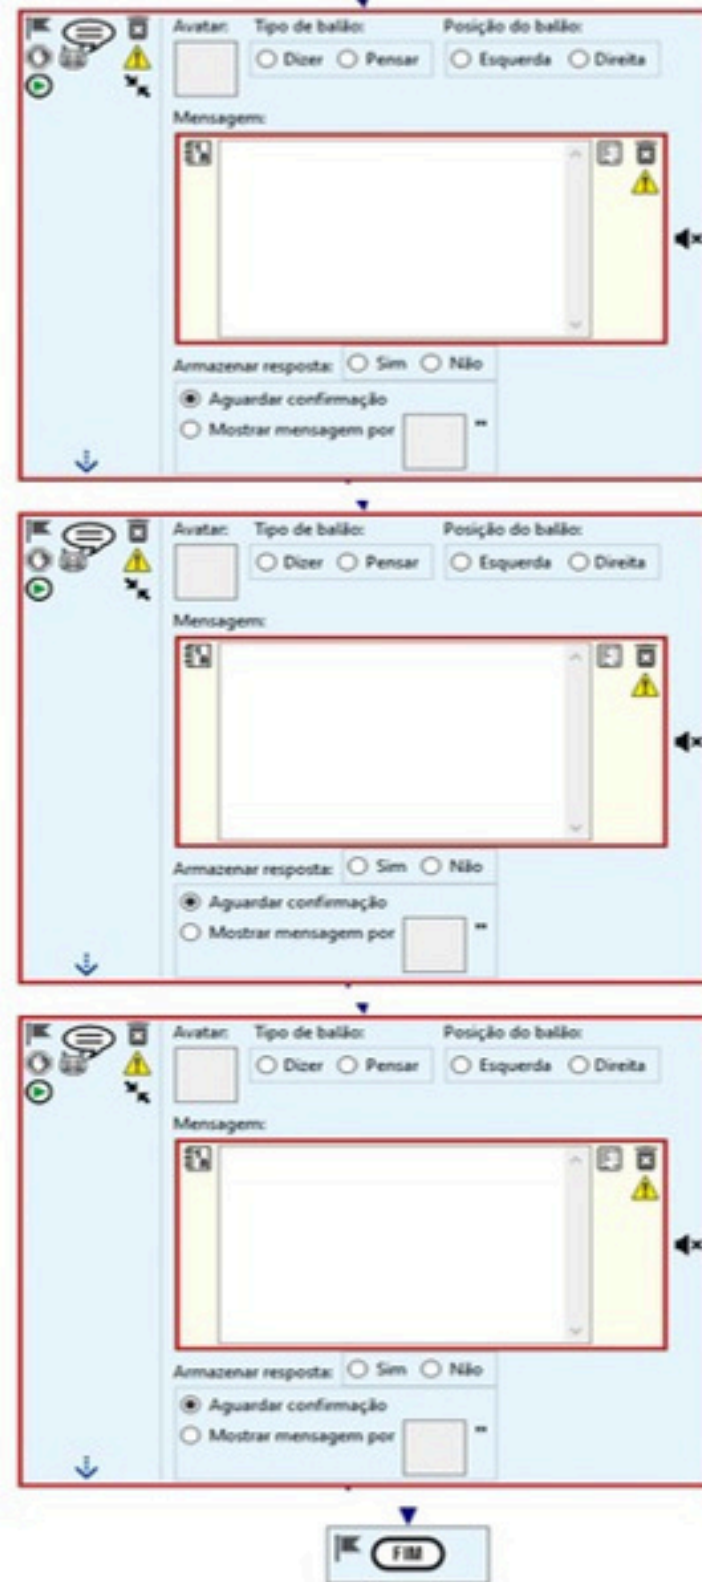 Avatar: Tipo de balão: Posição do balão:
Dizer Pensar Esquerda Direita
Mensagem:
Armazenar resposta: Sim Não
Aguardar confirmação
Mostrar mensagem por "
Avatar: Tipo de balão: Posição do balão:
Dizer Pensar Esquerda Direita
Mensagem:
Armazenar resposta: Sim Não
Aguardar confirmação
Mostrar mensagem por "
Avatar: Tipo de balão: Posição do balão:
Dizer Pensar Esquerda Direita
Mensagem:
Armazenar resposta: Sim Não
Aguardar confirmação
Mostrar mensagem por "
FIM